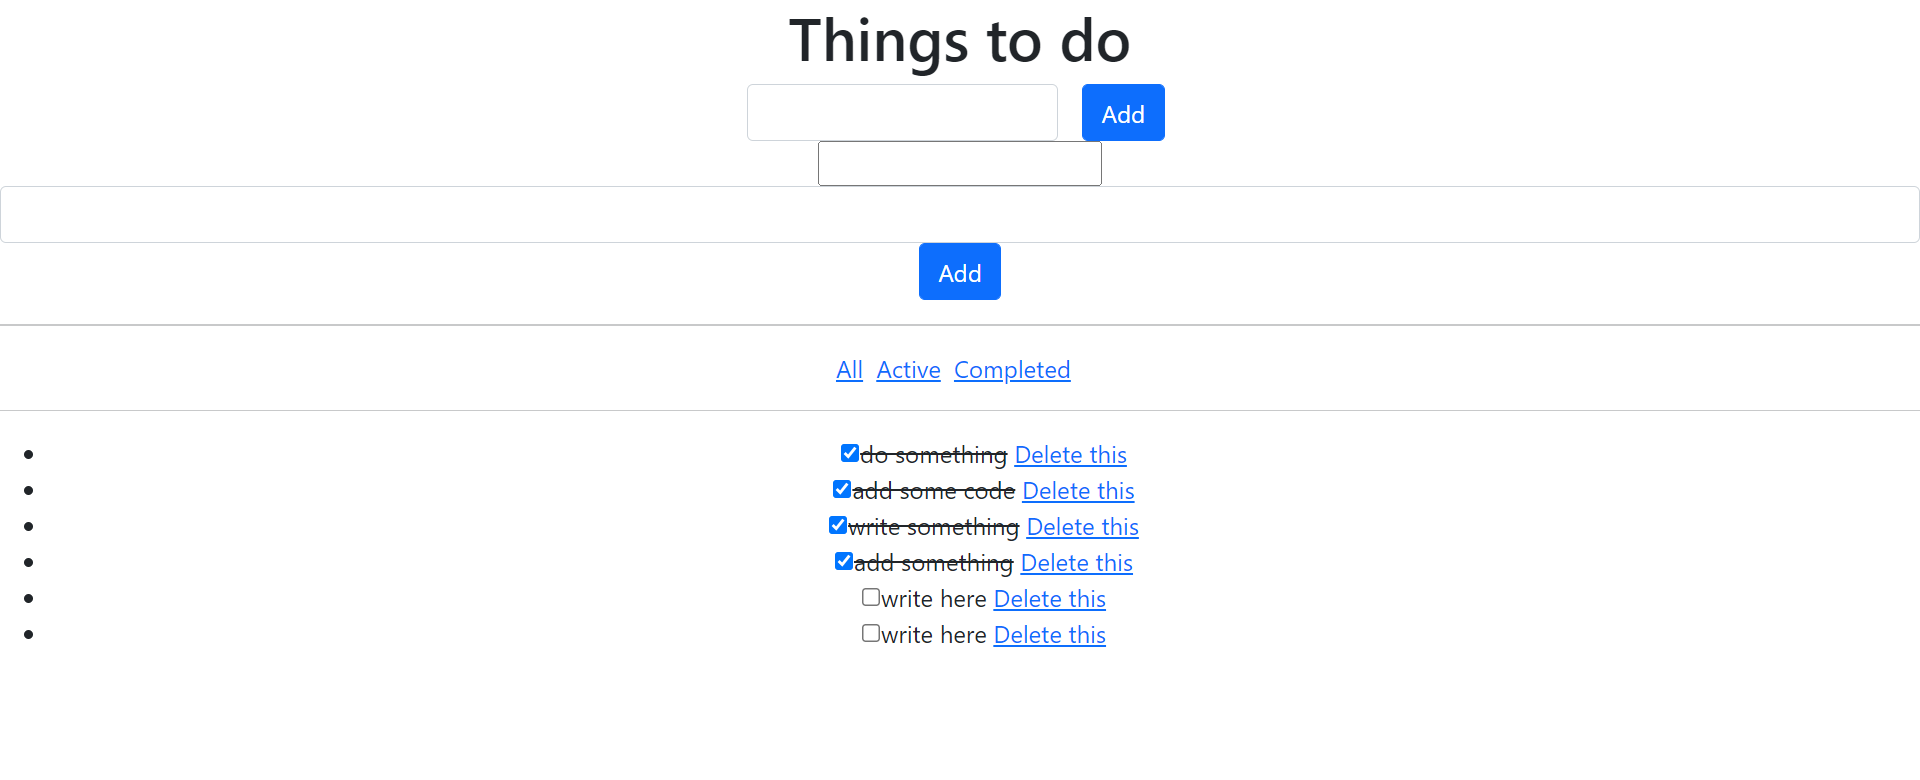 Things to do
Add
Add
All Active Completed
do something Delete this
add some code Delete this
write something Delete this
add something Delete this
write here Delete this
write here Delete this